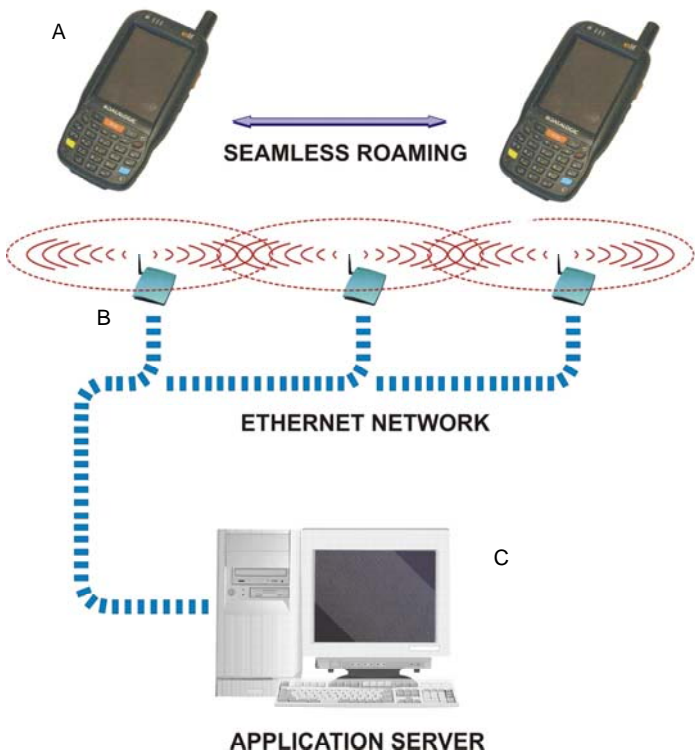 A
SEAMLESS ROAMING
B
ETHERNET NETWORK
C
APPLICATION SERVER